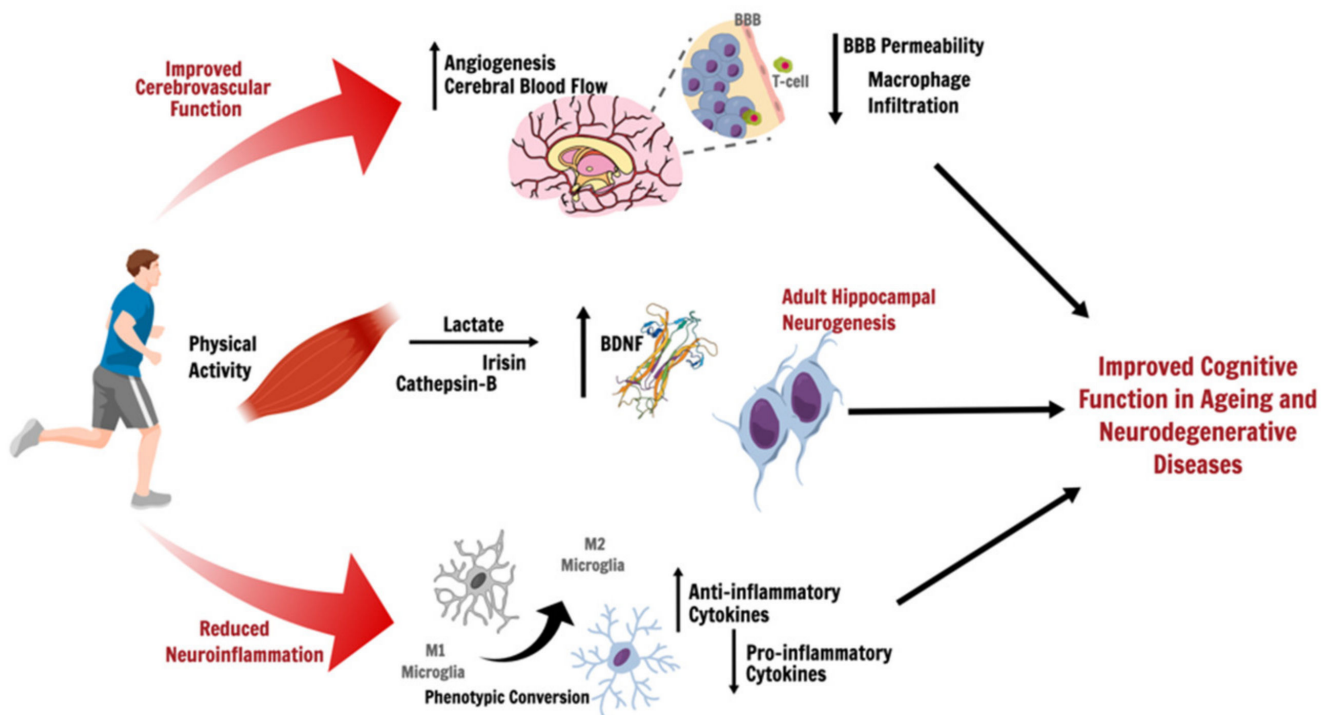 Improved
Cerebrovascular
Function
Angiogenesis
Cerebral Blood Flow
BBB
T-cell
BBB Permeability
Macrophage
Infiltration
Physical
Activity
Lactate
Irisin
Cathepsin-B
BDNF
Adult Hippocampal
Neurogenesis
Improved Cognitive
Function in Ageing and
Neurodegenerative
Diseases
Reduced
Neuroinflammation
M1
Microglia
M2
Microglia
Phenotypic Conversion
Anti-inflammatory
Cytokines
Pro-inflammatory
Cytokines